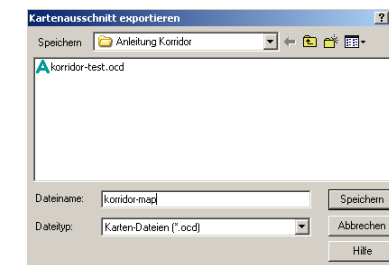 Kartenausschnitt exportieren
Speichern Anleitung Korridor
korridor-test.ocd
Dateiname: korridor-map Speichern
Dateityp: Karten-Dateien (*.ocd) Abbrechen
Hilfe